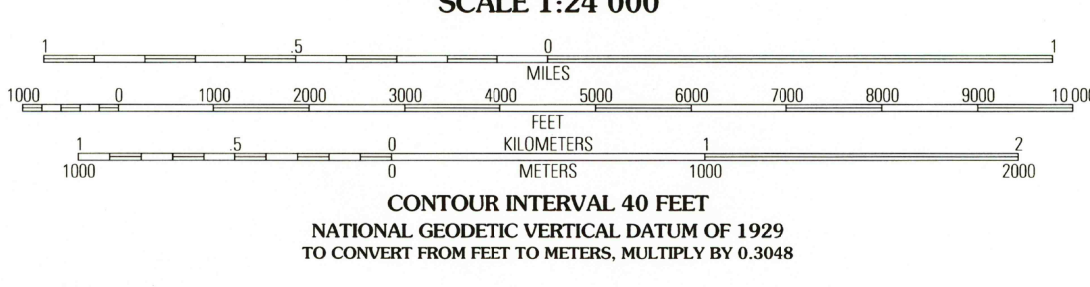 SCALE 1:24 000
1 .5 0 1
MILES
1000 0 1000 2000 3000 4000 5000 6000 7000 8000 9000 10 000
FEET
1 .5 0 KILOMETERS 1 2
1000 0 METERS 1000 2000
CONTOUR INTERVAL 40 FEET
NATIONAL GEODETIC VERTICAL DATUM OF 1929
TO CONVERT FROM FEET TO METERS, MULTIPLY BY 0.3048